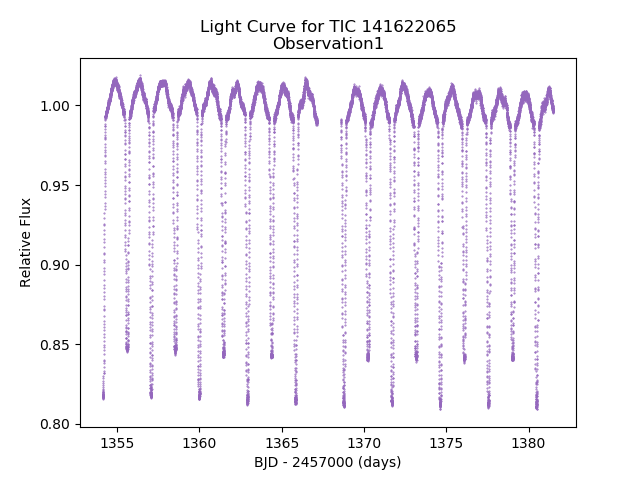 Light Curve for TIC 141622065
Observation1
Relative Flux
1.00
0.95
0.90
0.85
0.80
1355
1360
1365
1370
1375
1380
BJD - 2457000 (days)